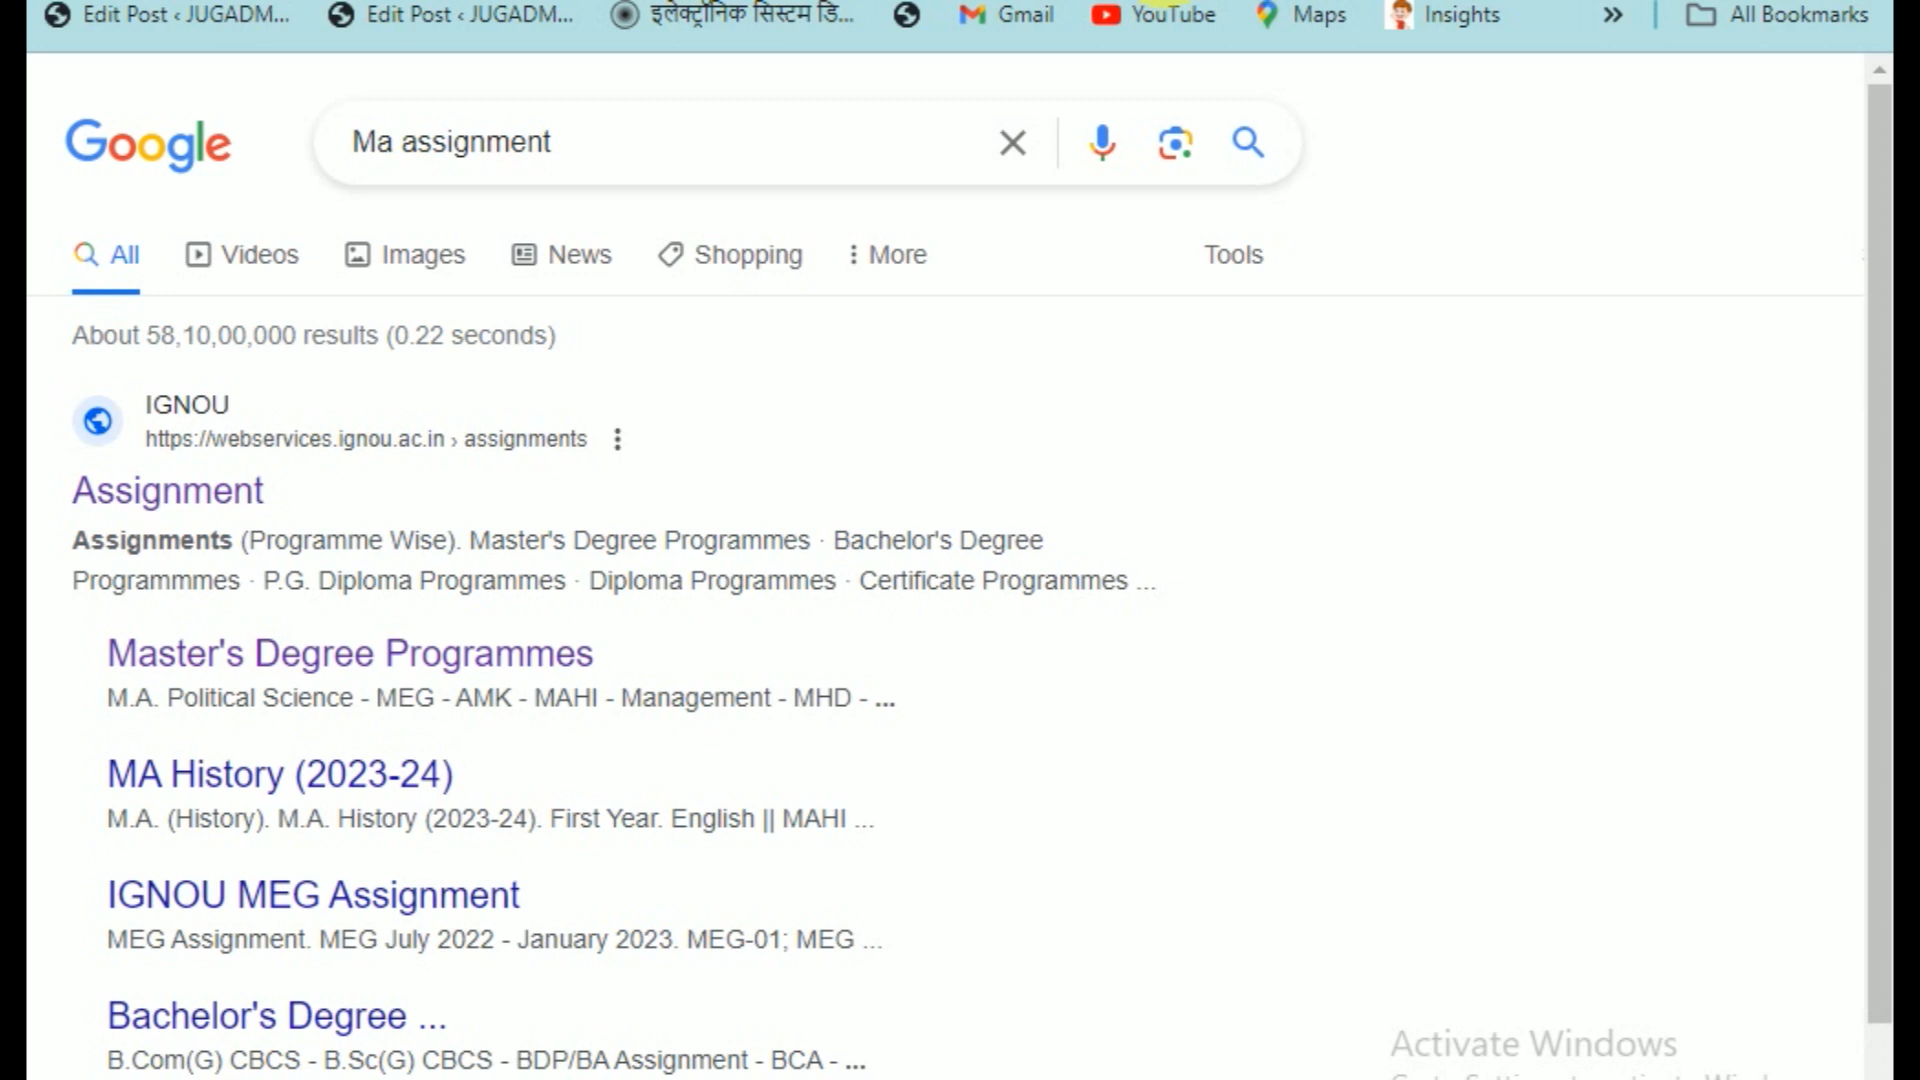 Edit Post ‹ JUGADM... Edit Post ‹ JUGADM... इलेक्ट्रॉनिक सिस्टम डि... Gmail YouTube Maps Insights » All Bookmarks
Google Ma assignment
All Videos Images News Shopping More Tools
About 58,10,00,000 results (0.22 seconds)
IGNOU
https://webservices.ignou.ac.in › assignments
Assignment
Assignments (Programme Wise). Master's Degree Programmes · Bachelor's Degree
Programmmes · P.G. Diploma Programmes · Diploma Programmes · Certificate Programmes ...
Master's Degree Programmes
M.A. Political Science - MEG - AMK - MAHI - Management - MHD - ...
MA History (2023-24)
M.A. (History). M.A. History (2023-24). First Year. English || MAHI ...
IGNOU MEG Assignment
MEG Assignment. MEG July 2022 - January 2023. MEG-01; MEG ...
Bachelor's Degree ...
B.Com(G) CBCS - B.Sc(G) CBCS - BDP/BA Assignment - BCA - ...
Activate Windows